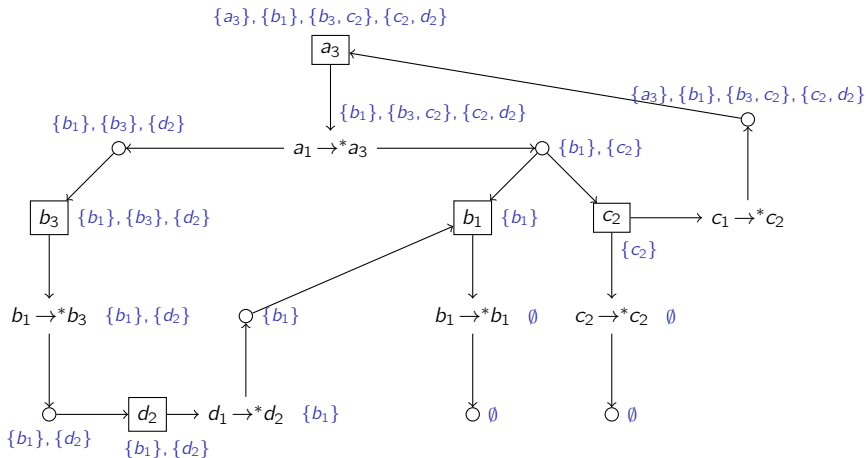 {a₃}, {b₁}, {b₃, c₂}, {c₂, d₂}
a₃
{a₃}, {b₁}, {b₃, c₂}, {c₂, d₂}
{b₁}, {b₃, c₂}, {c₂, d₂}
{b₁}, {b₃}, {d₂}
a₁ →* a₃
{b₁}, {c₂}
b₃ {b₁}, {b₃}, {d₂}
b₁ {b₁}
c₂
c₁ →* c₂
{c₂}
b₁ →* b₃ {b₁}, {d₂}
{b₁}
b₁ →* b₁ ∅
c₂ →* c₂ ∅
d₂
d₁ →* d₂ {b₁}
∅
∅
{b₁}, {d₂}
{b₁}, {d₂}